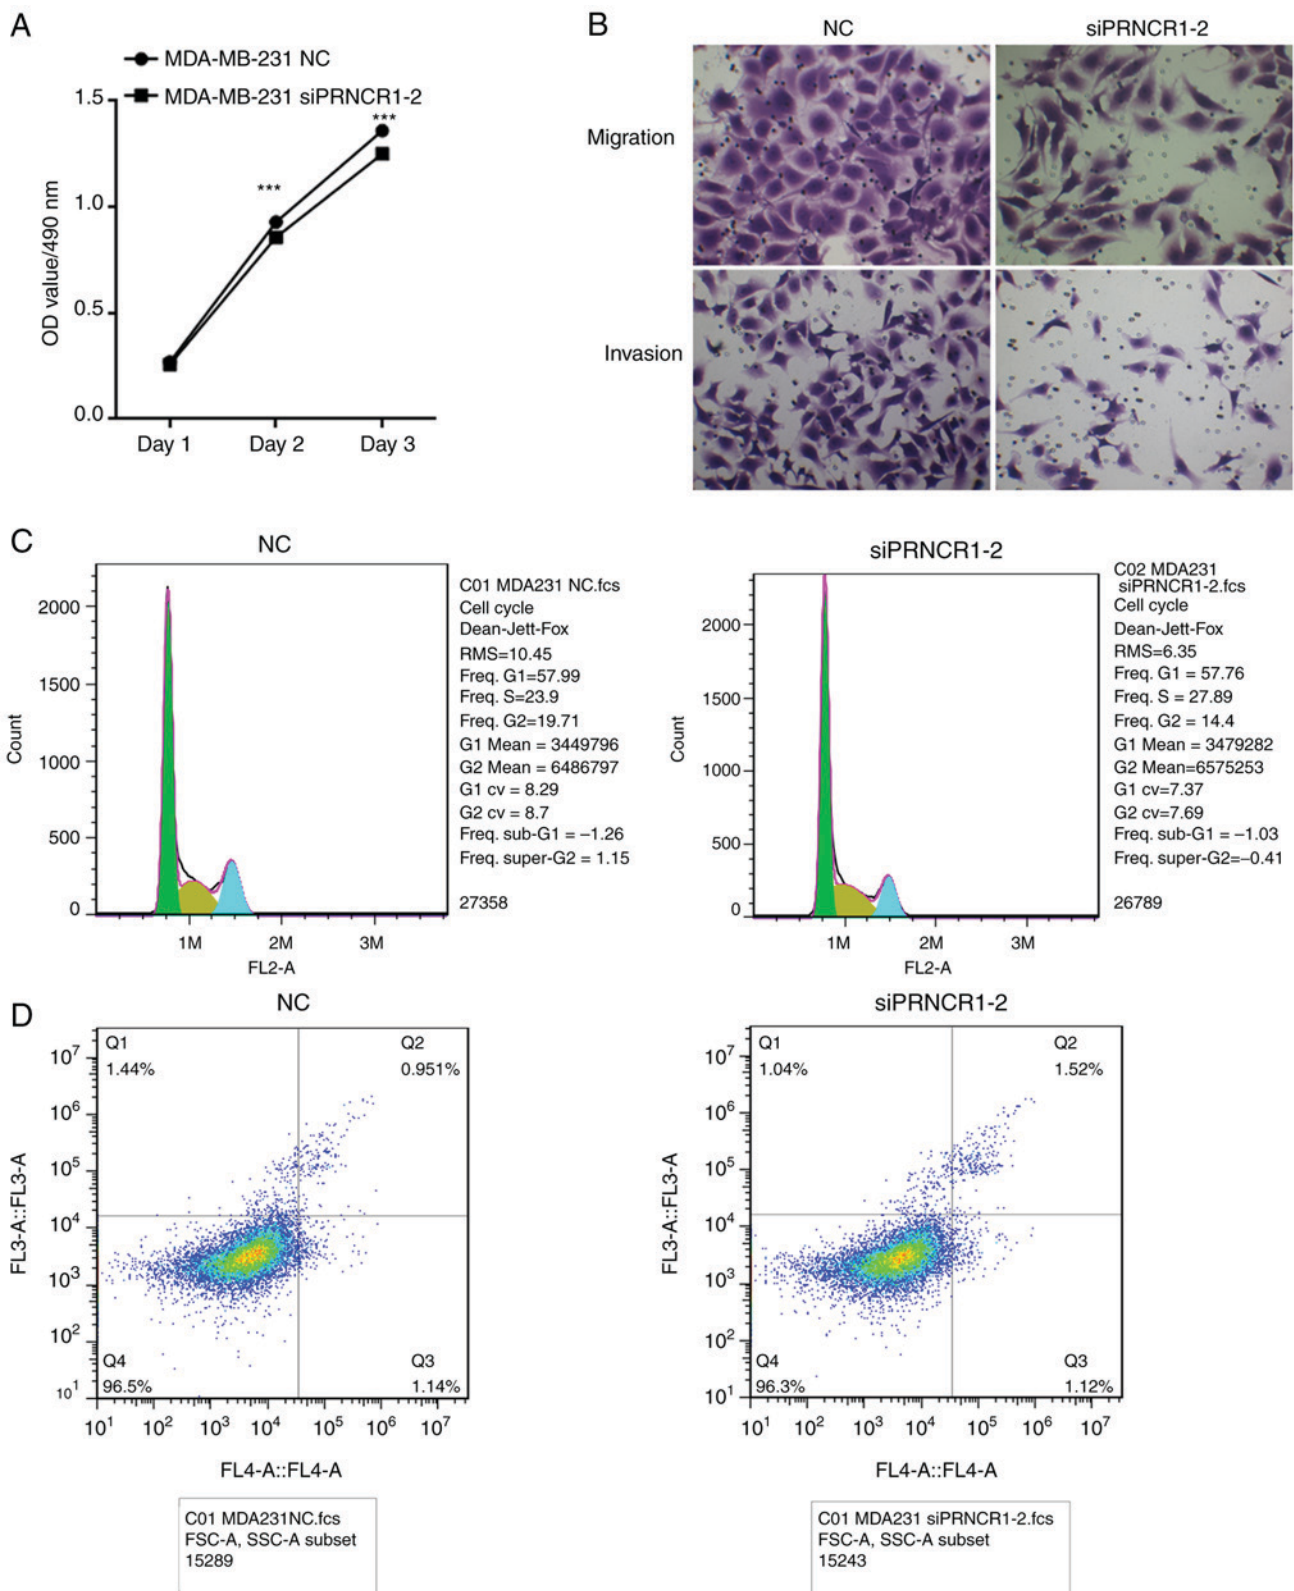 A
MDA-MB-231 NC
MDA-MB-231 siPRNCR1-2
1.5
1.0
0.5
0.0
OD value/490 nm
***
***
Day 1 Day 2 Day 3
B
NC siPRNCR1-2
Migration
Invasion
C
NC
2000
1500
1000
500
0
Count
1M 2M 3M
FL2-A
C01 MDA231 NC.fcs
Cell cycle
Dean-Jett-Fox
RMS=10.45
Freq. G1=57.99
Freq. S=23.9
Freq. G2=19.71
G1 Mean = 3449796
G2 Mean = 6486797
G1 cv = 8.29
G2 cv = 8.7
Freq. sub-G1 = −1.26
Freq. super-G2 = 1.15
27358
siPRNCR1-2
2000
1500
1000
500
0
Count
1M 2M 3M
FL2-A
C02 MDA231
siPRNCR1-2.fcs
Cell cycle
Dean-Jett-Fox
RMS=6.35
Freq. G1 = 57.76
Freq. S = 27.89
Freq. G2 = 14.4
G1 Mean = 3479282
G2 Mean=6575253
G1 cv=7.37
G2 cv=7.69
Freq. sub-G1 = −1.03
Freq. super-G2=−0.41
26789
D
NC
Q1 Q2
1.44% 0.951%
10⁷
10⁶
10⁵
10⁴
10³
10²
10¹
FL3-A::FL3-A
Q4 Q3
96.5% 1.14%
10¹ 10² 10³ 10⁴ 10⁵ 10⁶ 10⁷
FL4-A::FL4-A
C01 MDA231NC.fcs
FSC-A, SSC-A subset
15289
siPRNCR1-2
Q1 Q2
1.04% 1.52%
10⁷
10⁶
10⁵
10⁴
10³
10²
10¹
FL3-A::FL3-A
Q4 Q3
96.3% 1.12%
10¹ 10² 10³ 10⁴ 10⁵ 10⁶ 10⁷
FL4-A::FL4-A
C01 MDA231 siPRNCR1-2.fcs
FSC-A, SSC-A subset
15243